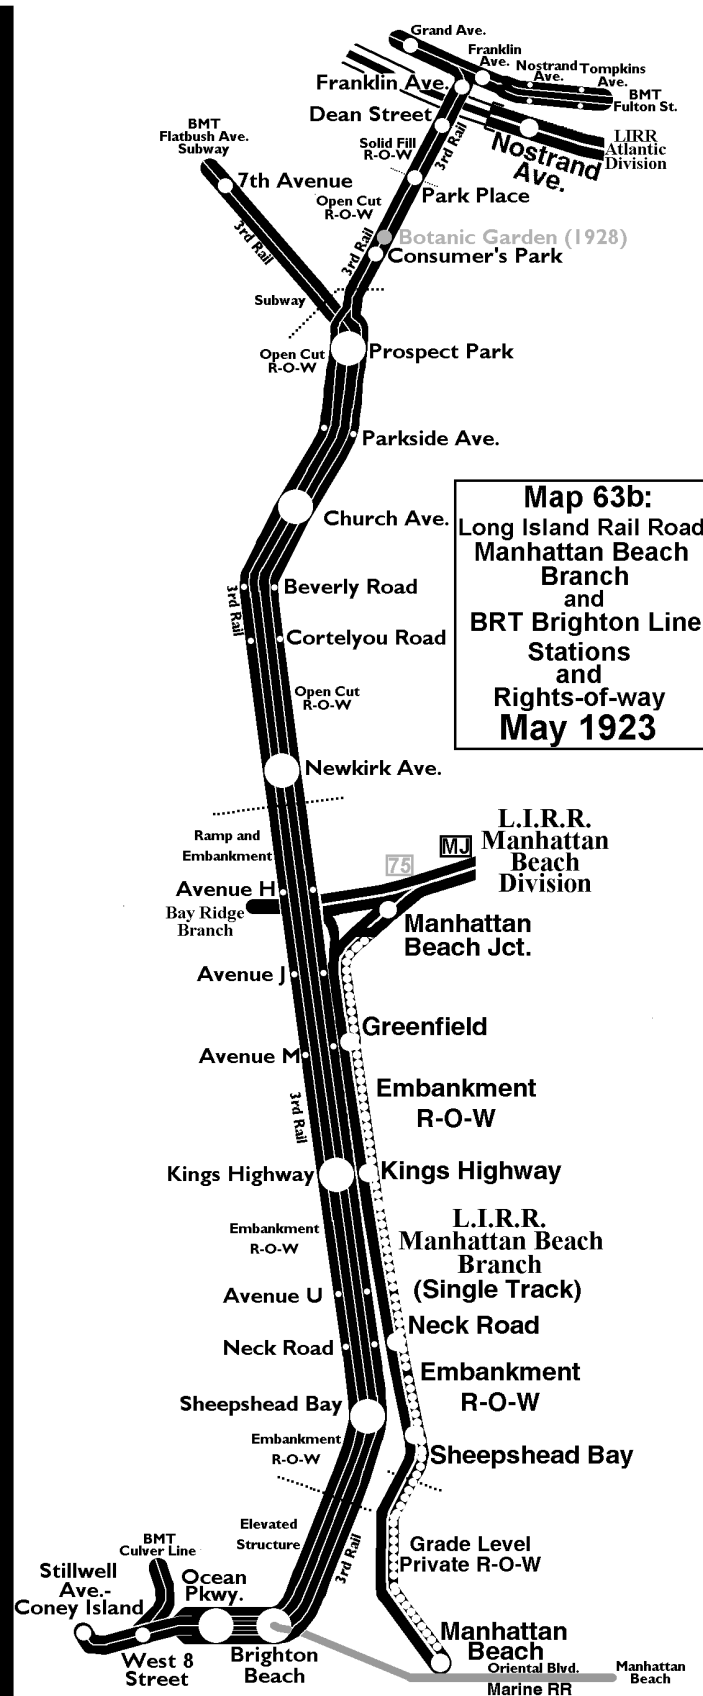 Grand Ave.
Franklin
Ave.
Nostrand
Ave.
Tompkins
Ave.
BMT
Fulton St.
Franklin Ave.
Dean Street
Solid Fill
R-O-W
3rd Rail
Nostrand
Ave.
LIRR
Atlantic
Division
BMT
Flatbush Ave.
Subway
7th Avenue
3rd Rail
Park Place
Open Cut
R-O-W
3rd Rail
Botanic Garden (1928)
Consumer's Park
Subway
Open Cut
R-O-W
Prospect Park
Parkside Ave.
Church Ave.
Map 63b:
Long Island Rail Road
Manhattan Beach
Branch
and
BRT Brighton Line
Stations
and
Rights-of-way
May 1923
Beverly Road
3rd Rail
Cortelyou Road
Open Cut
R-O-W
Newkirk Ave.
Ramp and
Embankment
L.I.R.R.
Manhattan
Beach
Division
MJ
75
Avenue H
Bay Ridge
Branch
Manhattan
Beach Jct.
Avenue J
Greenfield
Avenue M
Embankment
R-O-W
3rd Rail
Kings Highway
Kings Highway
Embankment
R-O-W
L.I.R.R.
Manhattan Beach
Branch
(Single Track)
Avenue U
Neck Road
Neck Road
Embankment
R-O-W
Sheepshead Bay
Embankment
R-O-W
Sheepshead Bay
Elevated
Structure
3rd Rail
Grade Level
Private R-O-W
BMT
Culver Line
Stillwell
Ave.-
Coney Island
Ocean
Pkwy.
West 8
Street
Brighton
Beach
Manhattan
Beach
Oriental Blvd.
Marine RR
Manhattan
Beach